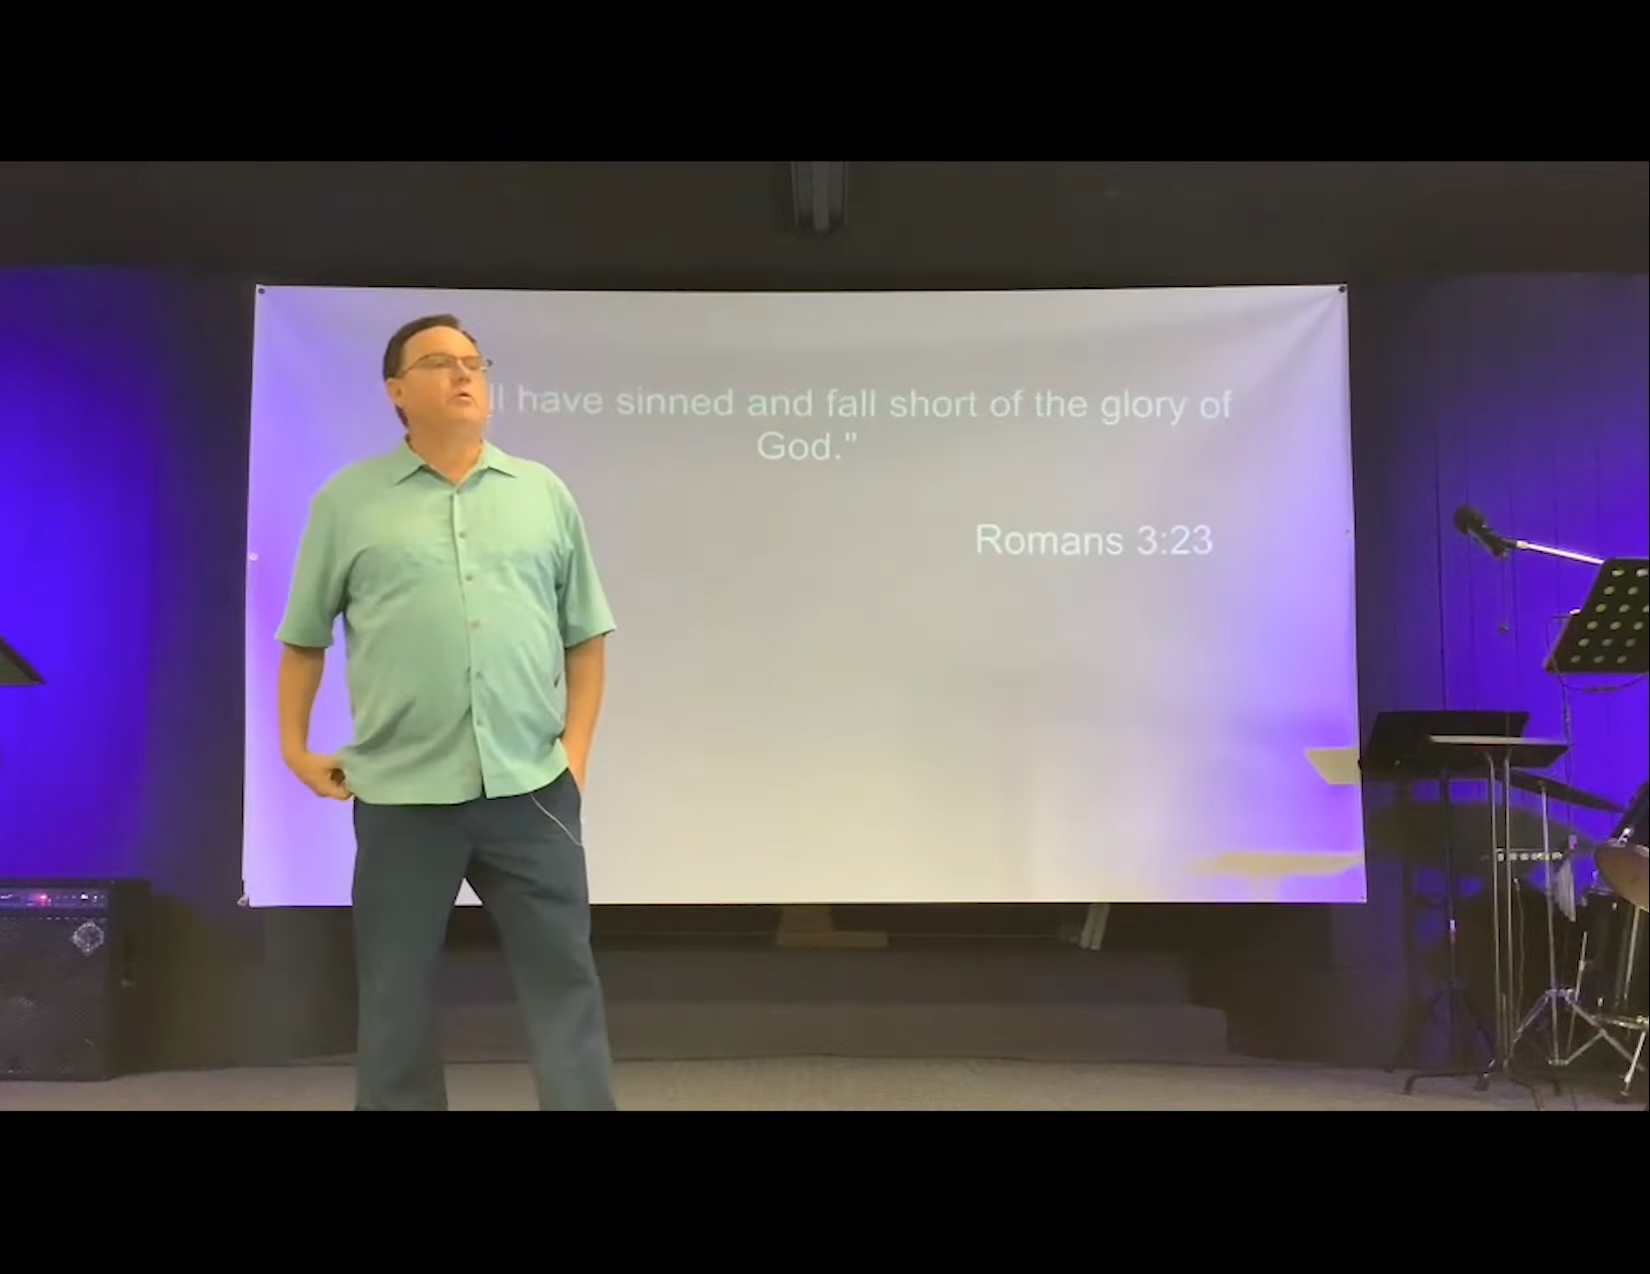 have sinned and fall short of the glory of
God."
Romans 3:23